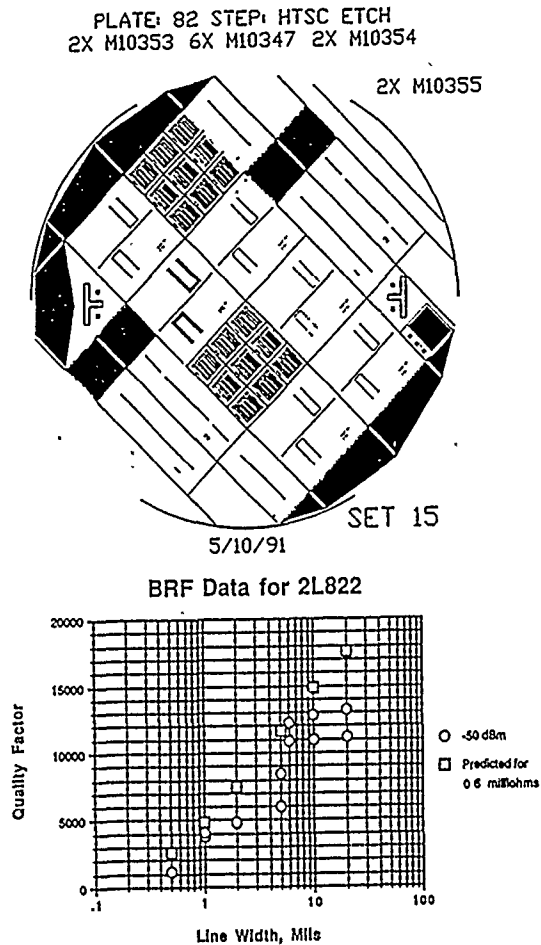 PLATE: 82 STEP: HTSC ETCH
2X M10353 6X M10347 2X M10354
2X M10355
SET 15
5/10/91
BRF Data for 2L822
20000
15000
10000
5000
0
Quality Factor
.1
1
10
100
Line Width, Mils
-50 dBm
Predicted for
0.6 milliohms